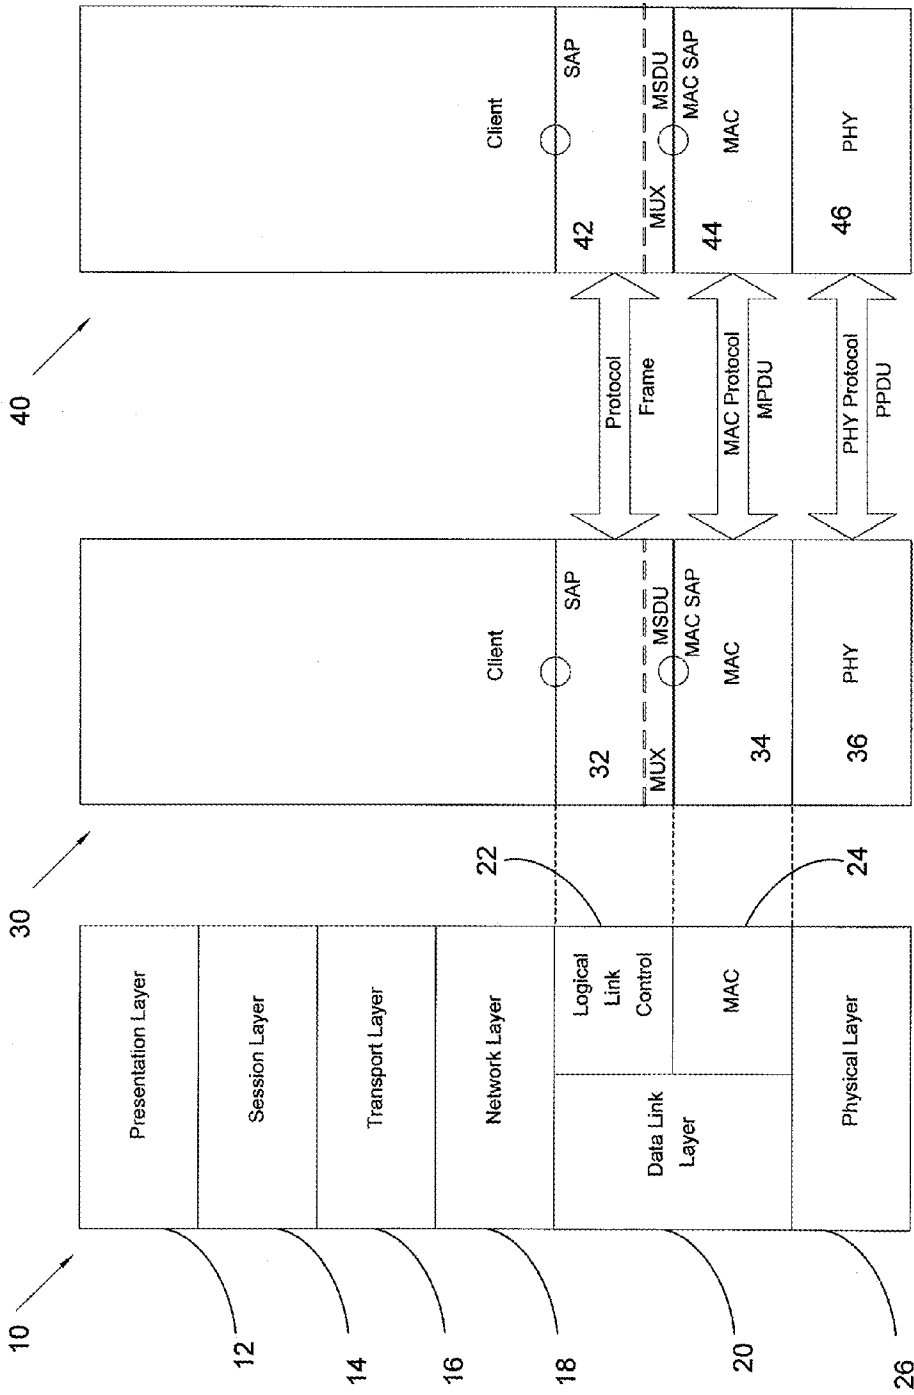 10
30
40
Presentation Layer
Session Layer
Transport Layer
Network Layer
Data Link
Layer
Logical
Link
Control
MAC
Physical Layer
12
14
16
18
20
26
22
24
Client
SAP
32
MUX
MSDU
MAC SAP
MAC
34
PHY
36
Protocol
Frame
MAC Protocol
MPDU
PHY Protocol
PPDU
Client
SAP
42
MUX
MSDU
MAC SAP
MAC
44
PHY
46